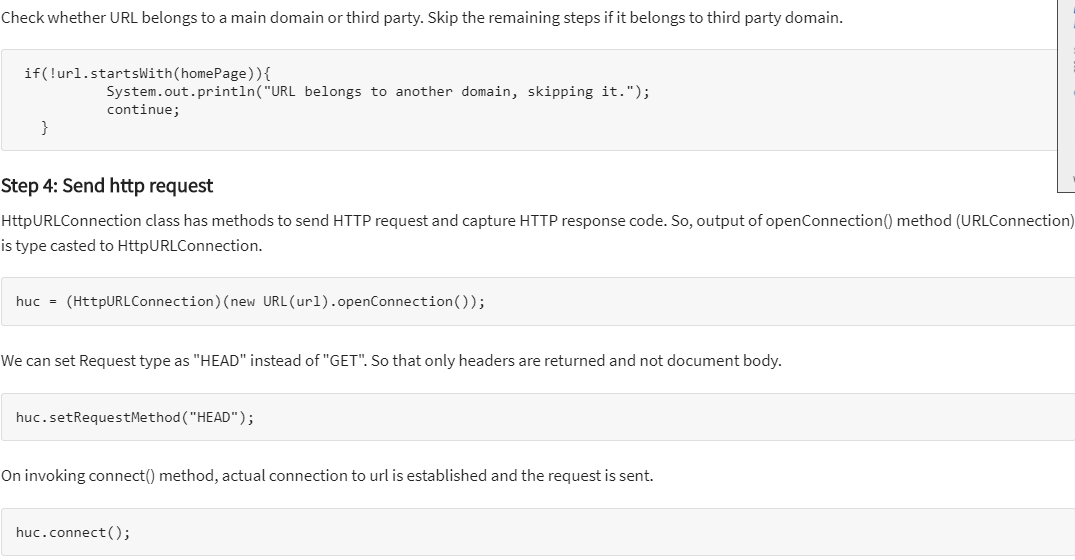 Check whether URL belongs to a main domain or third party. Skip the remaining steps if it belongs to third party domain.
if(!url.startsWith(homePage)){
System.out.println("URL belongs to another domain, skipping it.");
continue;
}
Step 4: Send http request
HttpURLConnection class has methods to send HTTP request and capture HTTP response code. So, output of openConnection() method (URLConnection)
is type casted to HttpURLConnection.
huc = (HttpURLConnection)(new URL(url).openConnection());
We can set Request type as "HEAD" instead of "GET". So that only headers are returned and not document body.
huc.setRequestMethod("HEAD");
On invoking connect() method, actual connection to url is established and the request is sent.
huc.connect();